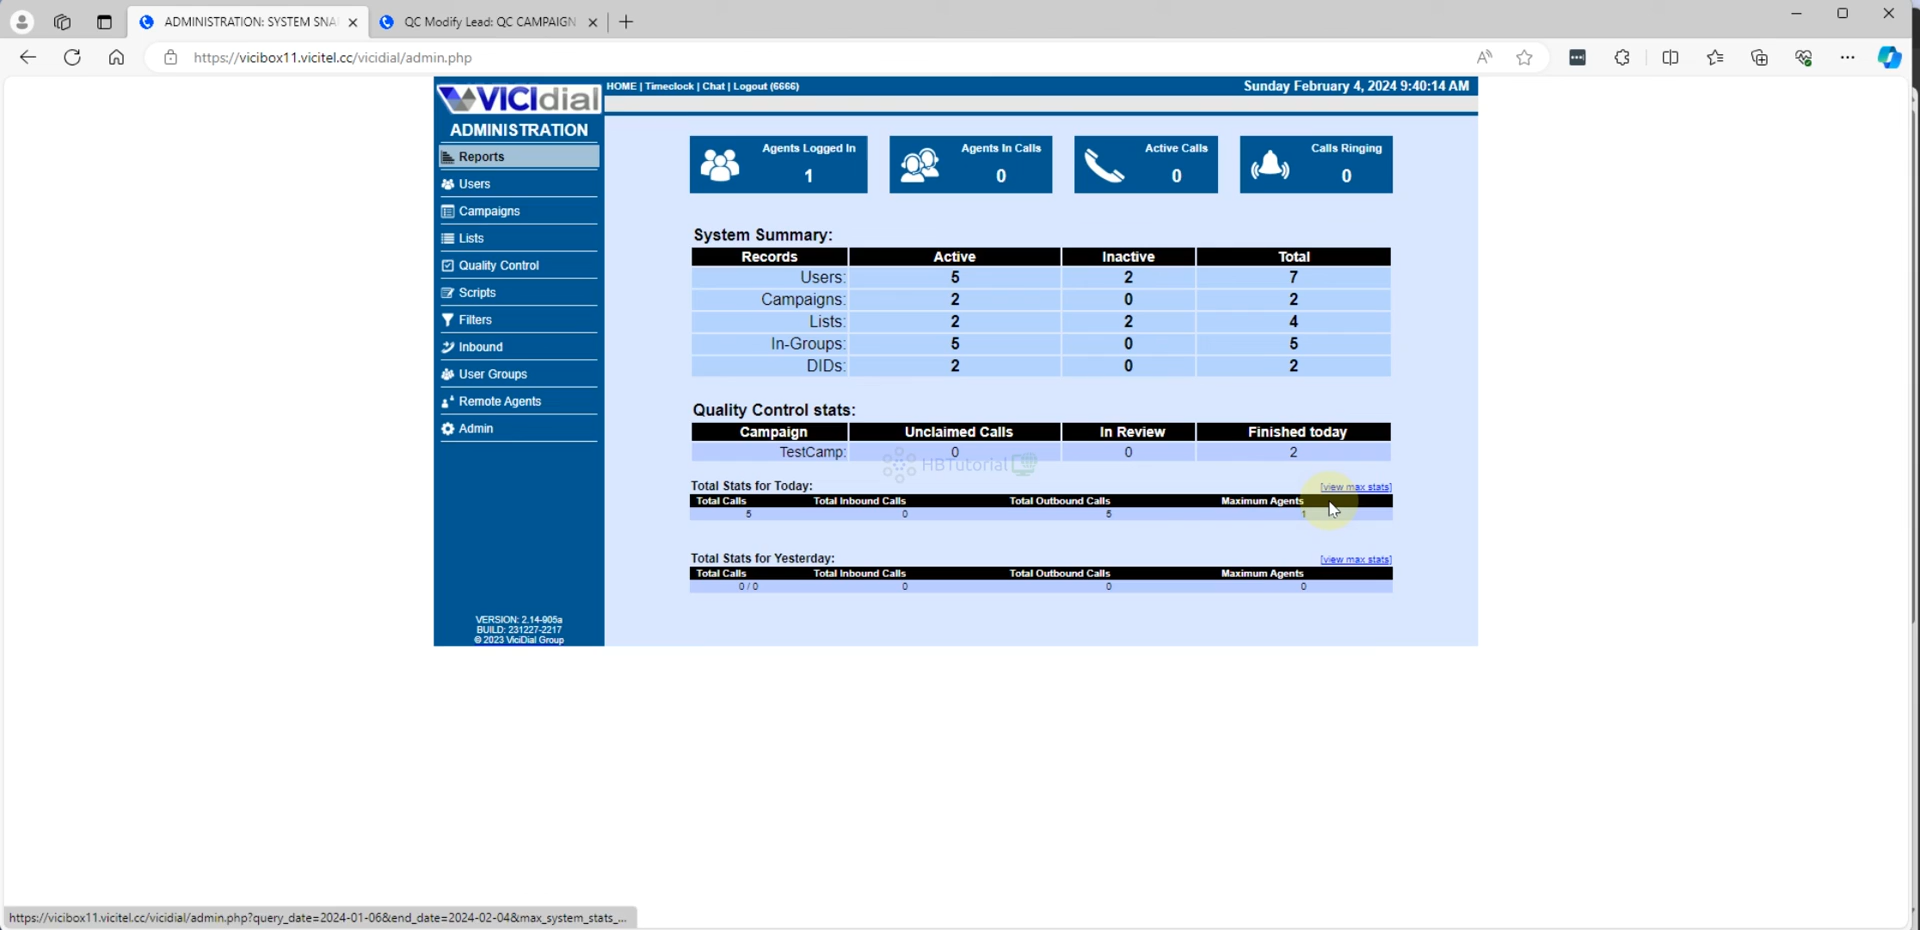 ADMINISTRATION: SYSTEM SNA
QC Modify Lead: QC CAMPAIGN
https://vicibox11.vicitel.cc/vicidial/admin.php
VICIdial
HOME | Timeclock | Chat | Logout (6666)
Sunday February 4, 2024 9:40:14 AM
ADMINISTRATION
Reports
Users
Campaigns
Lists
Quality Control
Scripts
Filters
Inbound
User Groups
Remote Agents
Admin
VERSION: 2.14-905a
BUILD: 231227-2217
© 2023 ViciDial Group
Agents Logged In
1
Agents In Calls
0
Active Calls
0
Calls Ringing
0
System Summary:
Records Active Inactive Total
Users: 5 2 7
Campaigns: 2 0 2
Lists: 2 2 4
In-Groups: 5 0 5
DIDs: 2 0 2
Quality Control stats:
Campaign Unclaimed Calls In Review Finished today
TestCamp: 0 0 2
HBTutorial
Total Stats for Today: [view max stats]
Total Calls Total Inbound Calls Total Outbound Calls Maximum Agents
5 0 5 1
Total Stats for Yesterday: [view max stats]
Total Calls Total Inbound Calls Total Outbound Calls Maximum Agents
0 / 0 0 0 0
https://vicibox11.vicitel.cc/vicidial/admin.php?query_date=2024-01-06&end_date=2024-02-04&max_system_stats_...